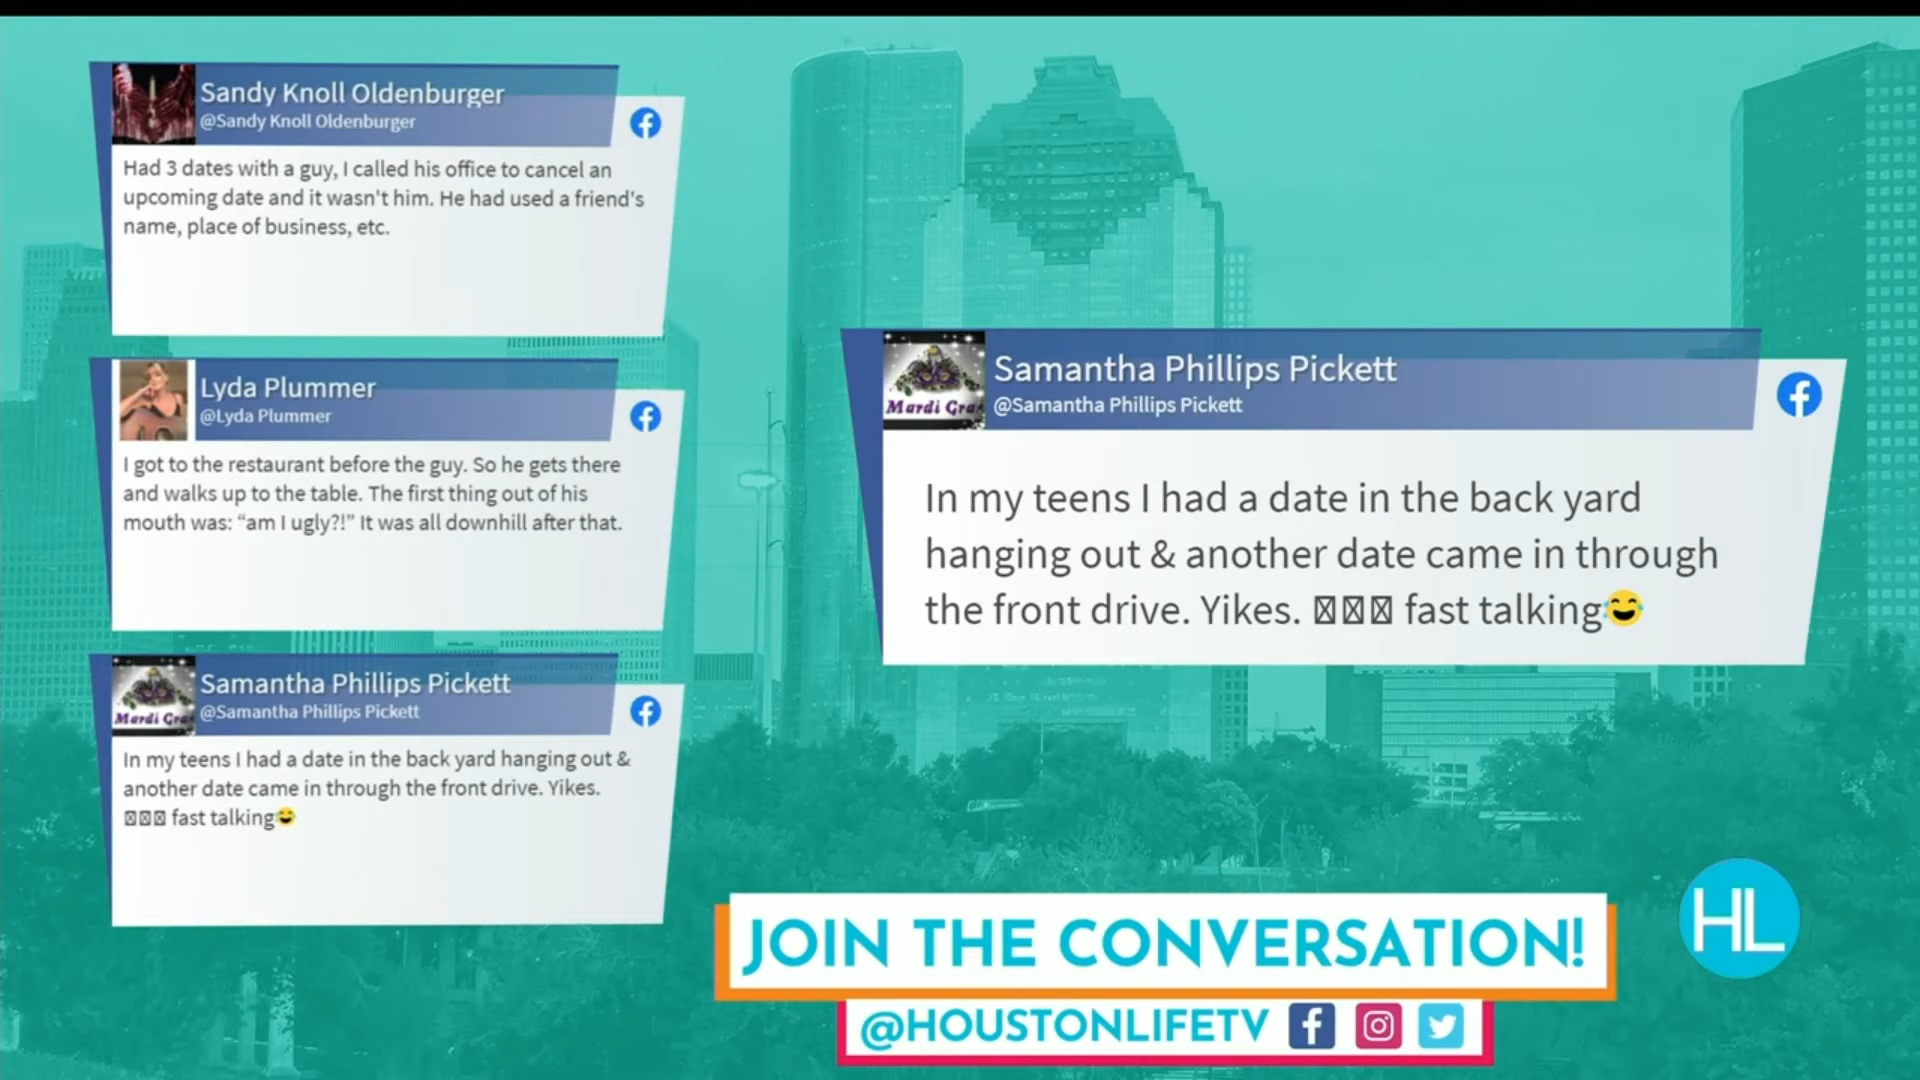 Sandy Knoll Oldenburger
@Sandy Knoll Oldenburger
Had 3 dates with a guy, I called his office to cancel an
upcoming date and it wasn't him. He had used a friend's
name, place of business, etc.
Lyda Plummer
@Lyda Plummer
I got to the restaurant before the guy. So he gets there
and walks up to the table. The first thing out of his
mouth was: “am I ugly?!” It was all downhill after that.
Mardi Gra
Samantha Phillips Pickett
@Samantha Phillips Pickett
In my teens I had a date in the back yard hanging out &
another date came in through the front drive. Yikes.
fast talking😂
Mardi Gra
Samantha Phillips Pickett
@Samantha Phillips Pickett
In my teens I had a date in the back yard
hanging out & another date came in through
the front drive. Yikes. fast talking😂
JOIN THE CONVERSATION!
@HOUSTONLIFETV
HL